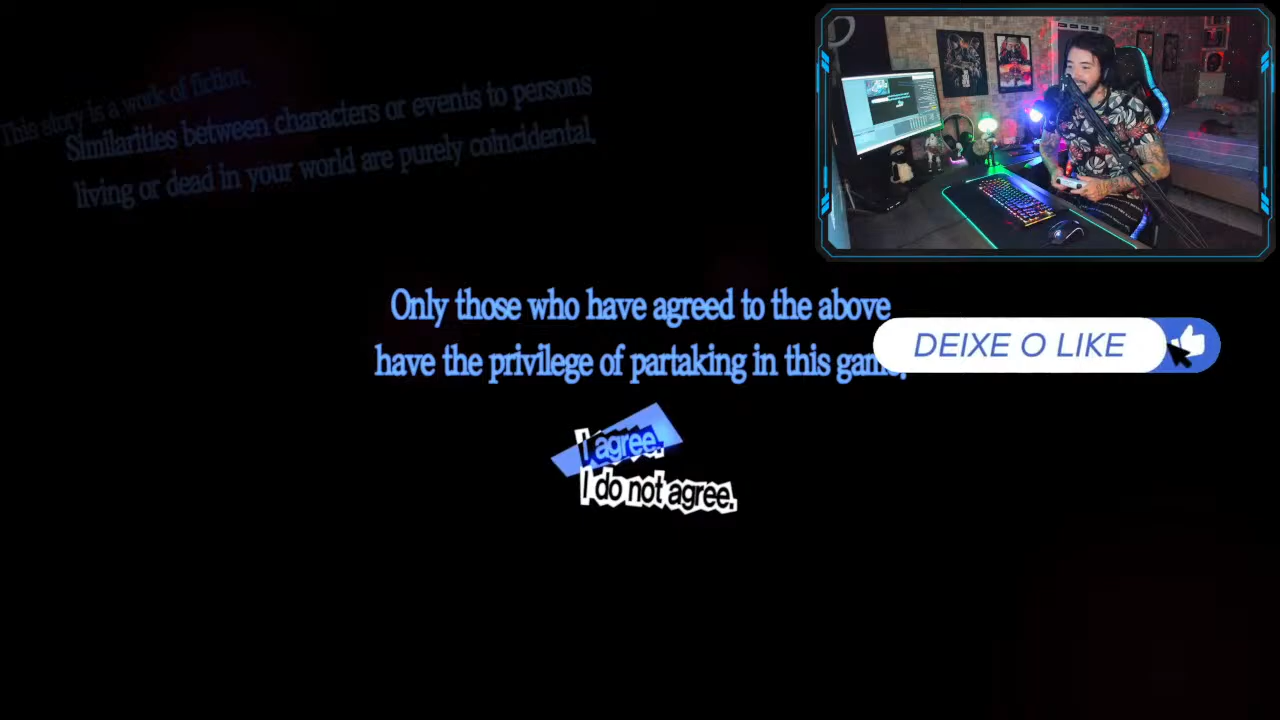 This story is a work of fiction.
Similarities between characters or events to persons
living or dead in your world are purely coincidental.
Only those who have agreed to the above
have the privilege of partaking in this game.
DEIXE O LIKE
I agree.
I do not agree.